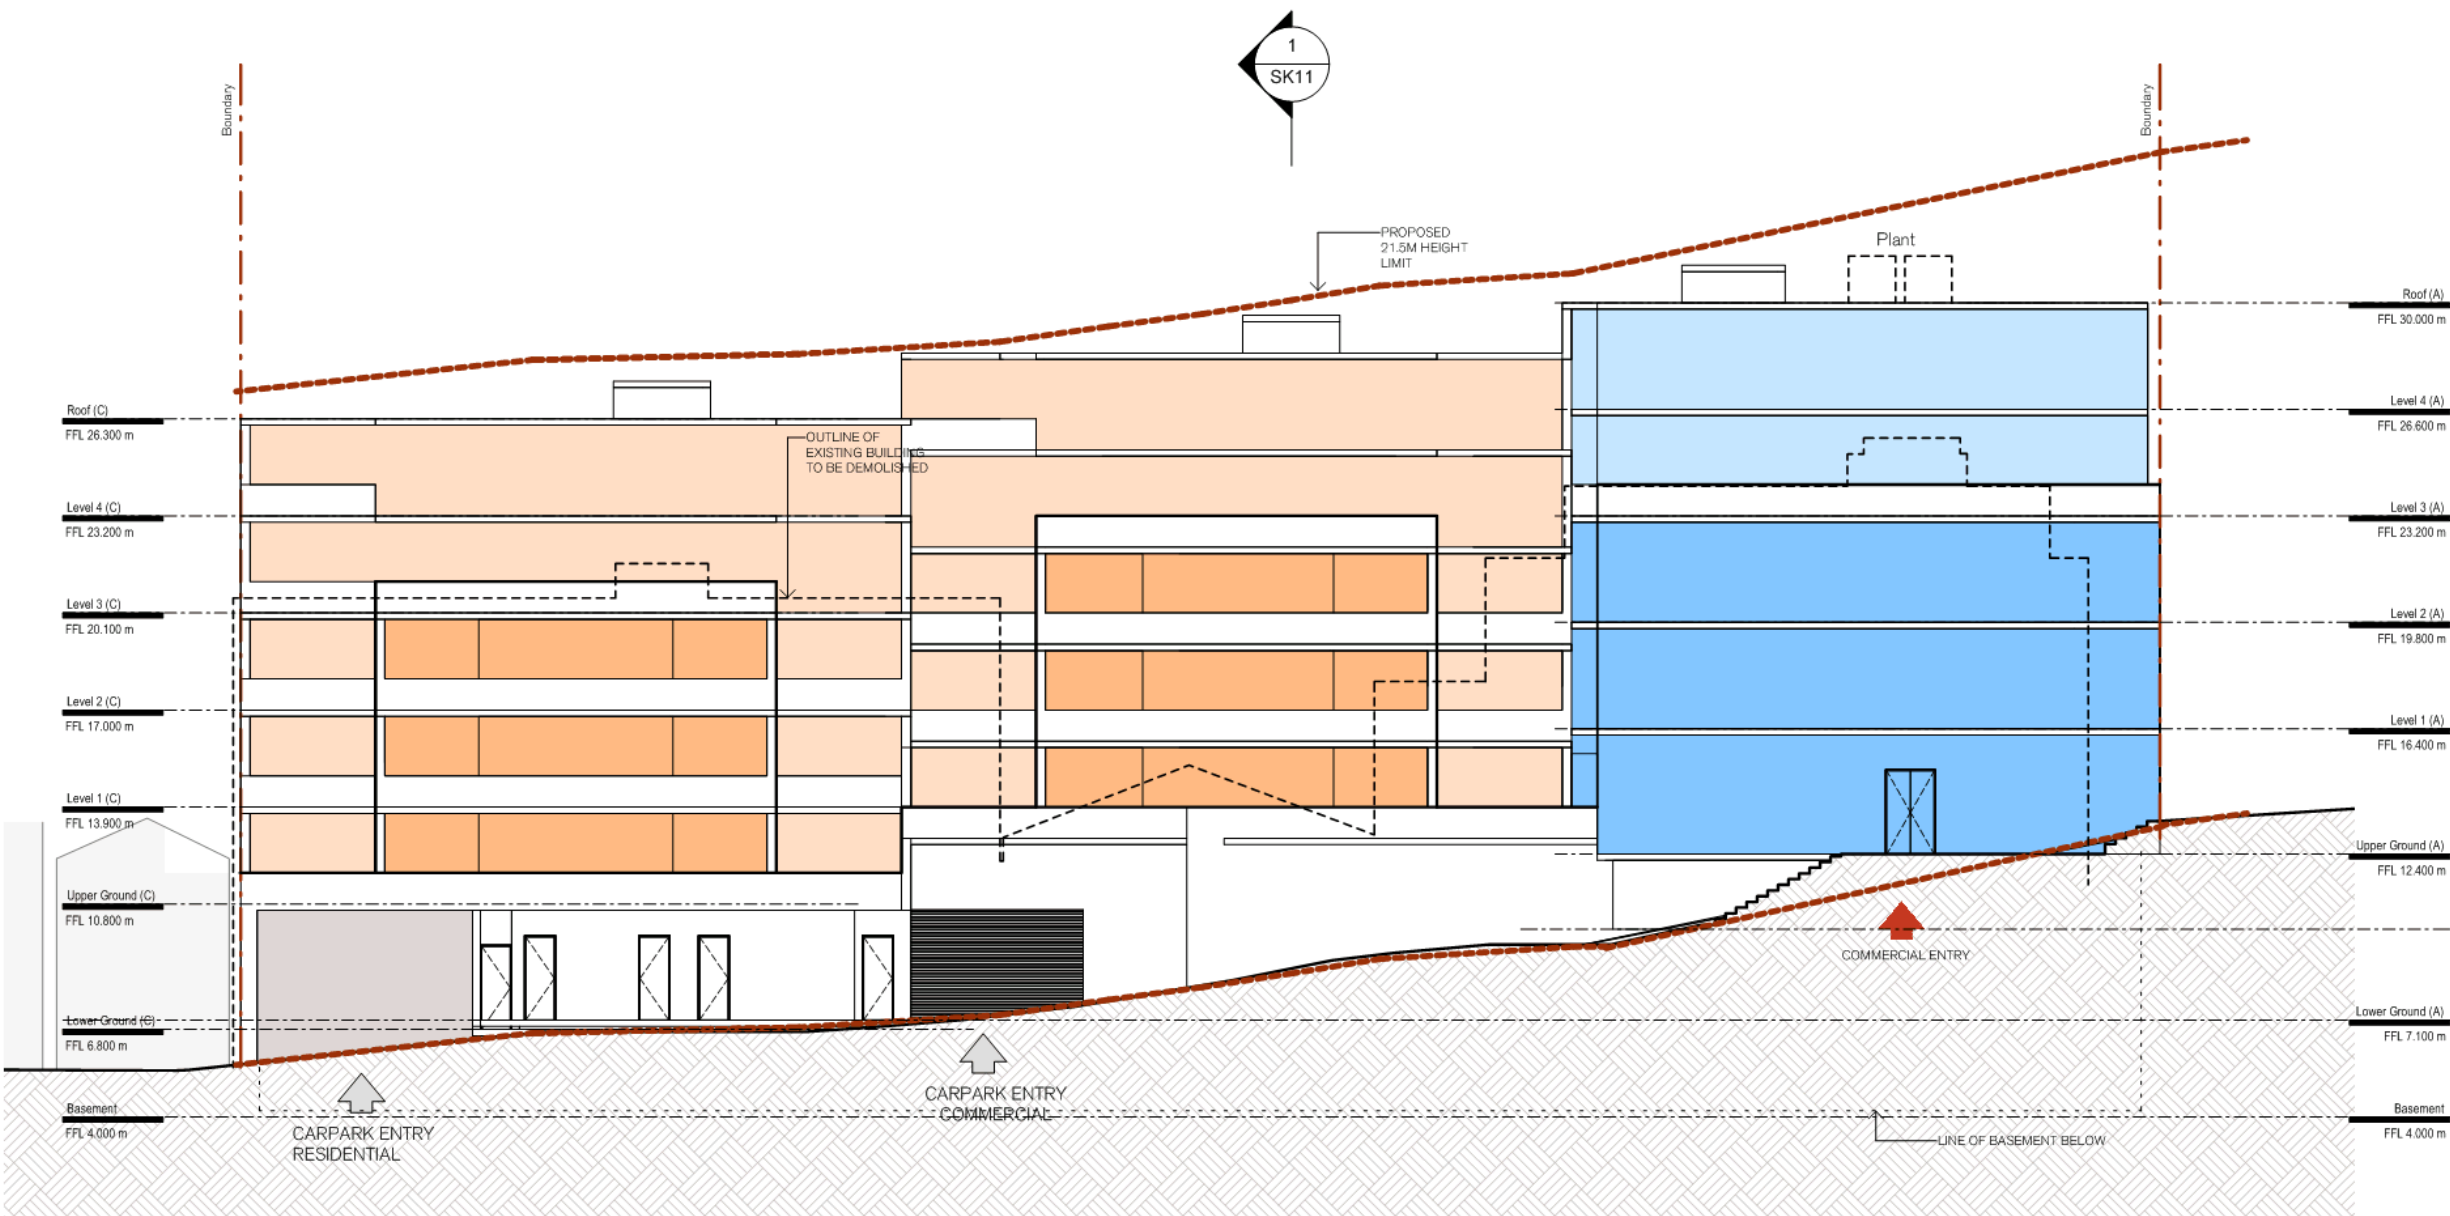 1
SK11
Boundary
Boundary
PROPOSED
21.5M HEIGHT
LIMIT
Plant
Roof (A)
FFL 30.000 m
Level 4 (A)
FFL 26.600 m
Level 3 (A)
FFL 23.200 m
Level 2 (A)
FFL 19.800 m
Level 1 (A)
FFL 16.400 m
Upper Ground (A)
FFL 12.400 m
Lower Ground (A)
FFL 7.100 m
Basement
FFL 4.000 m
Roof (C)
FFL 26.300 m
Level 4 (C)
FFL 23.200 m
Level 3 (C)
FFL 20.100 m
Level 2 (C)
FFL 17.000 m
Level 1 (C)
FFL 13.900 m
Upper Ground (C)
FFL 10.800 m
Lower Ground (C)
FFL 6.800 m
Basement
FFL 4.000 m
OUTLINE OF
EXISTING BUILDING
TO BE DEMOLISHED
COMMERCIAL ENTRY
CARPARK ENTRY
COMMERCIAL
CARPARK ENTRY
RESIDENTIAL
LINE OF BASEMENT BELOW